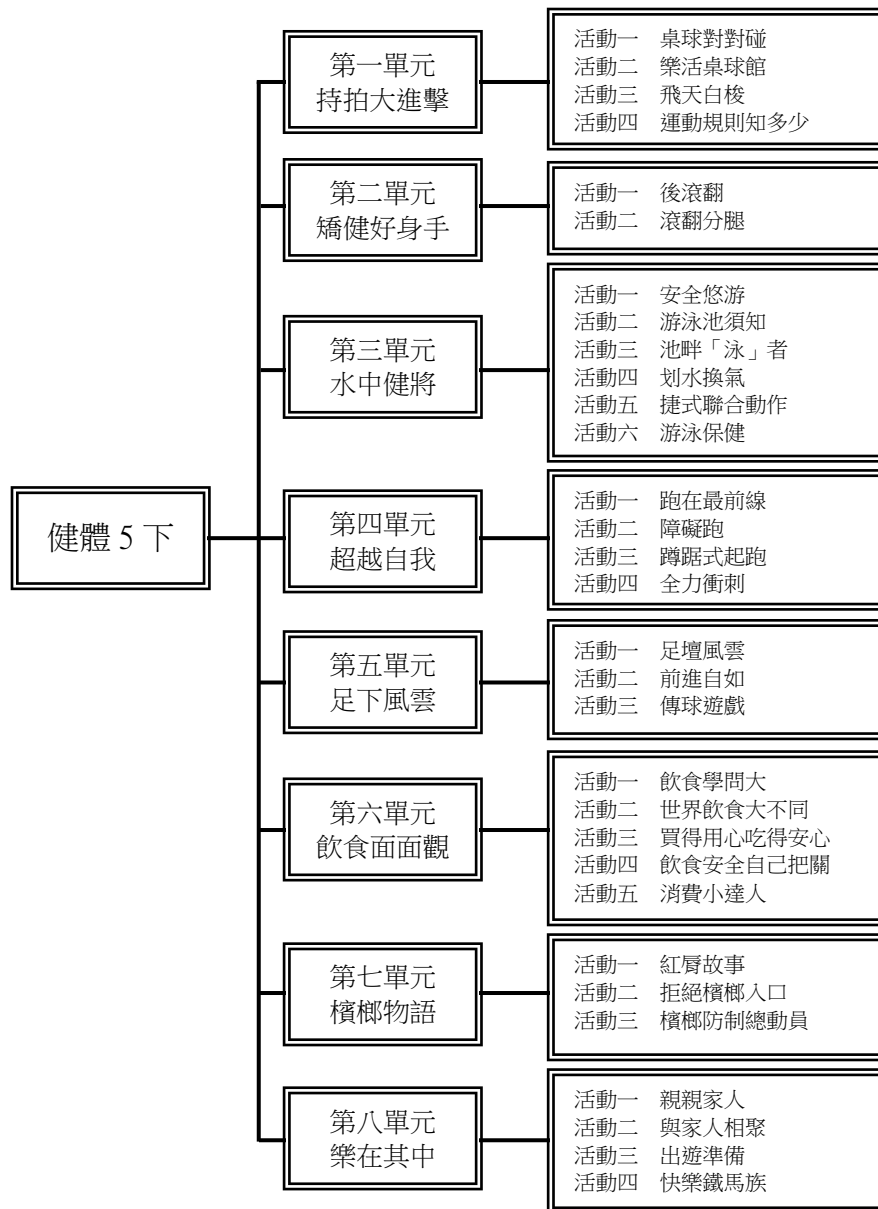 健體 5 下
第一單元
持拍大進擊
活動一　桌球對對碰
活動二　樂活桌球館
活動三　飛天白梭
活動四　運動規則知多少
第二單元
矯健好身手
活動一　後滾翻
活動二　滾翻分腿
第三單元
水中健將
活動一　安全悠游
活動二　游泳池須知
活動三　池畔「泳」者
活動四　划水換氣
活動五　捷式聯合動作
活動六　游泳保健
第四單元
超越自我
活動一　跑在最前線
活動二　障礙跑
活動三　蹲踞式起跑
活動四　全力衝刺
第五單元
足下風雲
活動一　足壇風雲
活動二　前進自如
活動三　傳球遊戲
第六單元
飲食面面觀
活動一　飲食學問大
活動二　世界飲食大不同
活動三　買得用心吃得安心
活動四　飲食安全自己把關
活動五　消費小達人
第七單元
檳榔物語
活動一　紅脣故事
活動二　拒絕檳榔入口
活動三　檳榔防制總動員
第八單元
樂在其中
活動一　親親家人
活動二　與家人相聚
活動三　出遊準備
活動四　快樂鐵馬族